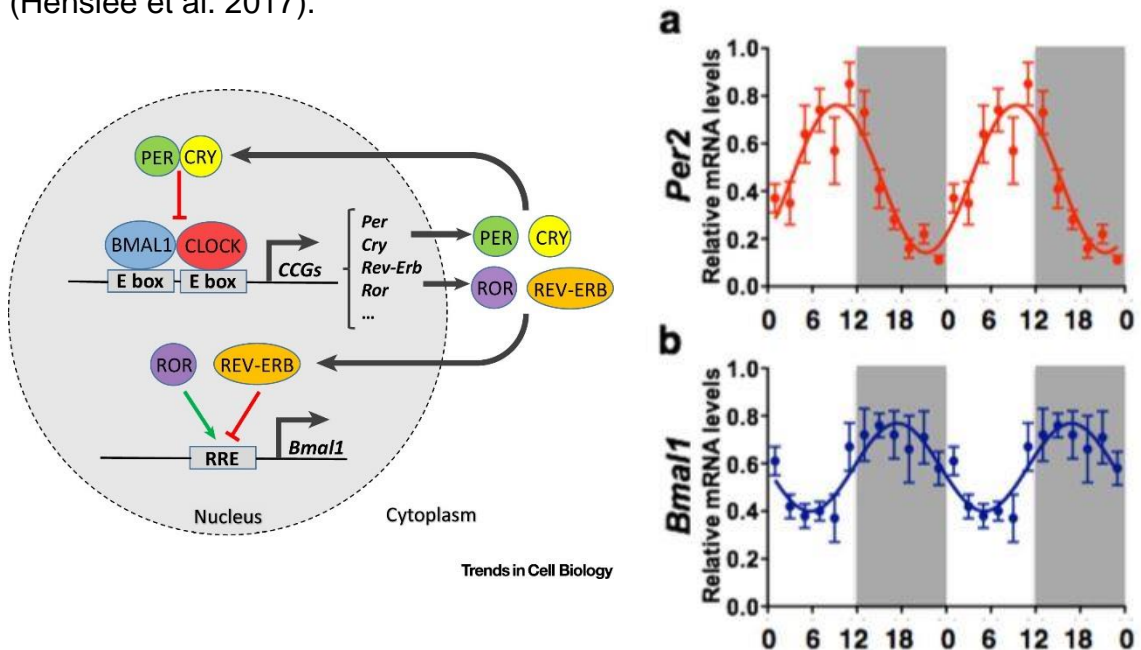 (Henslee et al. 2017).
PER CRY
BMAL1 CLOCK
E box E box
CCGs
Per
Cry
Rev-Erb
Ror
...
PER CRY
ROR REV-ERB
ROR REV-ERB
RRE
Bmal1
Nucleus
Cytoplasm
Trends in Cell Biology
a
Per2
Relative mRNA levels
1.0
0.8
0.6
0.4
0.2
0.0
0 6 12 18 0 6 12 18 0
b
Bmal1
Relative mRNA levels
1.0
0.8
0.6
0.4
0.2
0.0
0 6 12 18 0 6 12 18 0